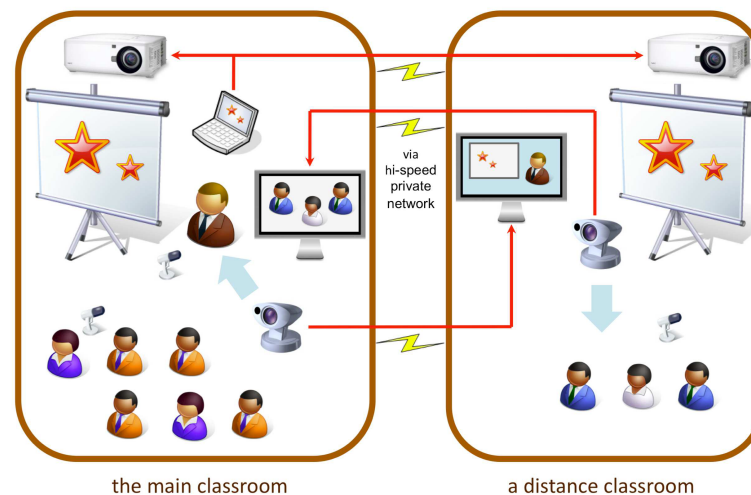 via
hi-speed
private
network
the main classroom
a distance classroom